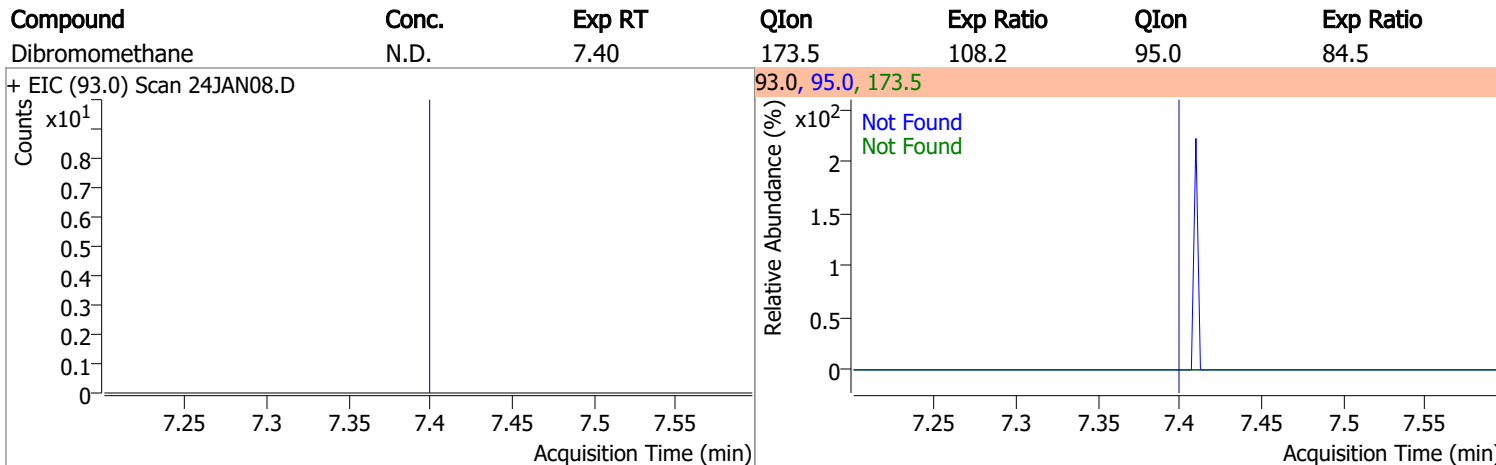 Compound Conc. Exp RT QIon Exp Ratio QIon Exp Ratio
Dibromomethane N.D. 7.40 173.5 108.2 95.0 84.5
+ EIC (93.0) Scan 24JAN08.D
Counts
x10¹
0.8
0.7
0.6
0.5
0.4
0.3
0.2
0.1
0
7.25 7.3 7.35 7.4 7.45 7.5 7.55
Acquisition Time (min)
93.0, 95.0, 173.5
Relative Abundance (%)
x10²
Not Found
Not Found
2
1.5
1
0.5
0
7.25 7.3 7.35 7.4 7.45 7.5 7.55
Acquisition Time (min)